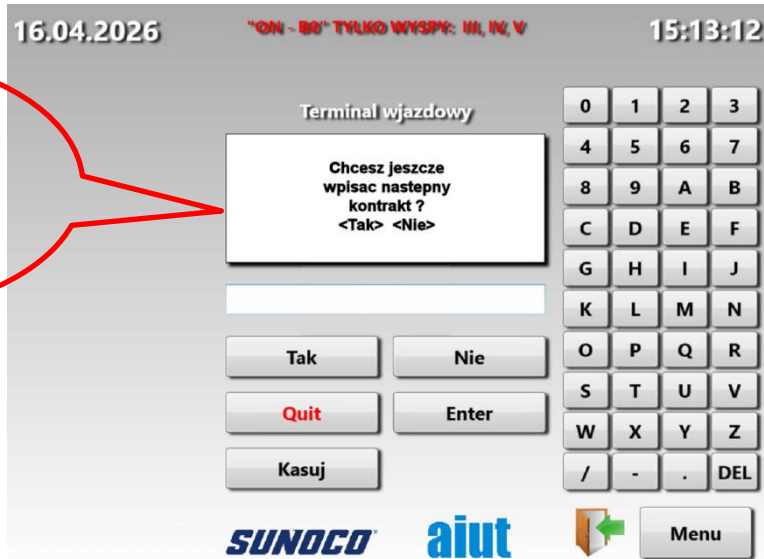 16.04.2026
"ON - B0" TYLKO WYSPY: III, IV, V
15:13:12
Terminal wjazdowy
Chcesz jeszcze
wpisac nastepny
kontrakt ?
<Tak> <Nie>
Tak
Nie
Quit
Enter
Kasuj
0 1 2 3
4 5 6 7
8 9 A B
C D E F
G H I J
K L M N
O P Q R
S T U V
W X Y Z
/ - . DEL
SUNOCO
aiut
Menu